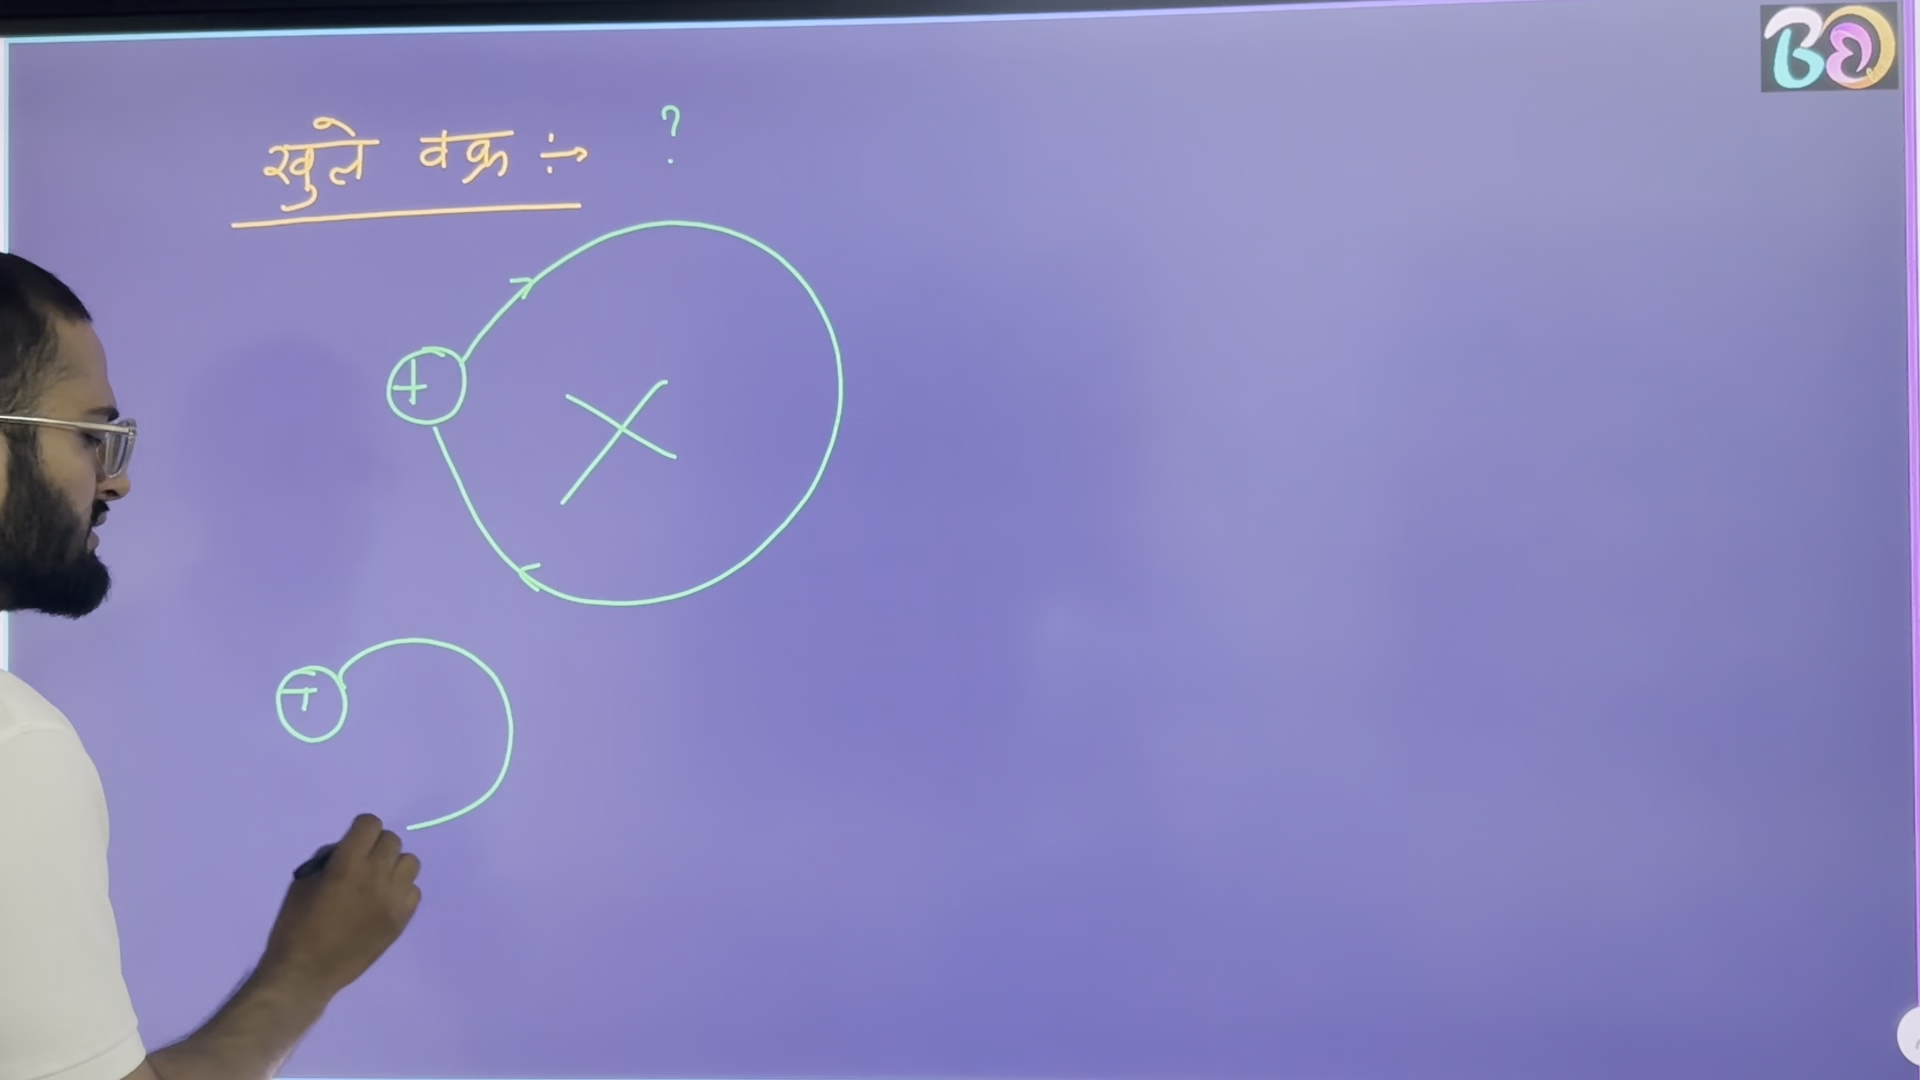 खुले वक्र ÷→ ?
+
+